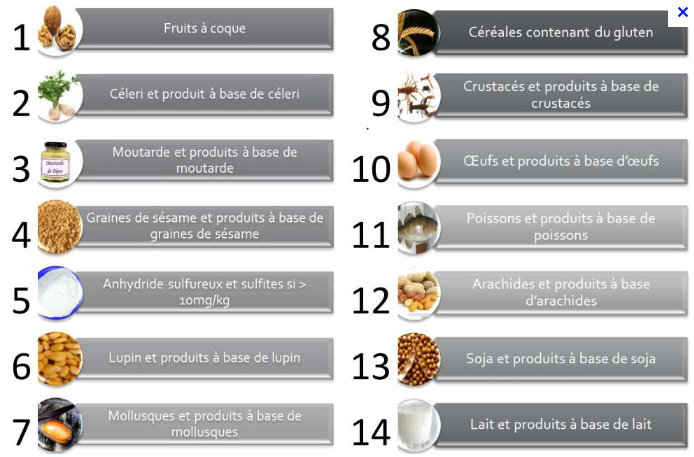 1
Fruits à coque
2
Céleri et produit à base de céleri
3
Moutarde et produits à base de
moutarde
Moutarde
de Dijon
4
Graines de sésame et produits à base de
graines de sésame
5
Anhydride sulfureux et sulfites si >
10mg/kg
6
Lupin et produits à base de lupin
7
Mollusques et produits à base de
mollusques
8
Céréales contenant du gluten
9
Crustacés et produits à base de
crustacés
10
Œufs et produits à base d'œufs
11
Poissons et produits à base de
poissons
12
Arachides et produits à base
d'arachides
13
Soja et produits à base de soja
14
Lait et produits à base de lait